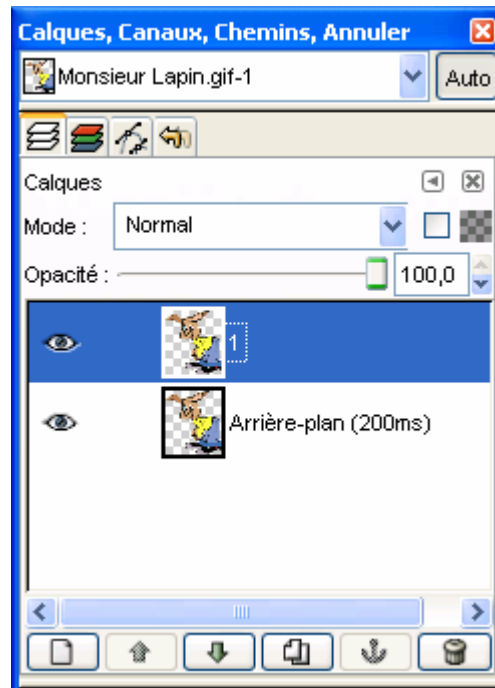 Calques, Canaux, Chemins, Annuler
Monsieur Lapin.gif-1
Auto
Calques
Mode :
Normal
Opacité :
100,0
1
Arrière-plan (200ms)